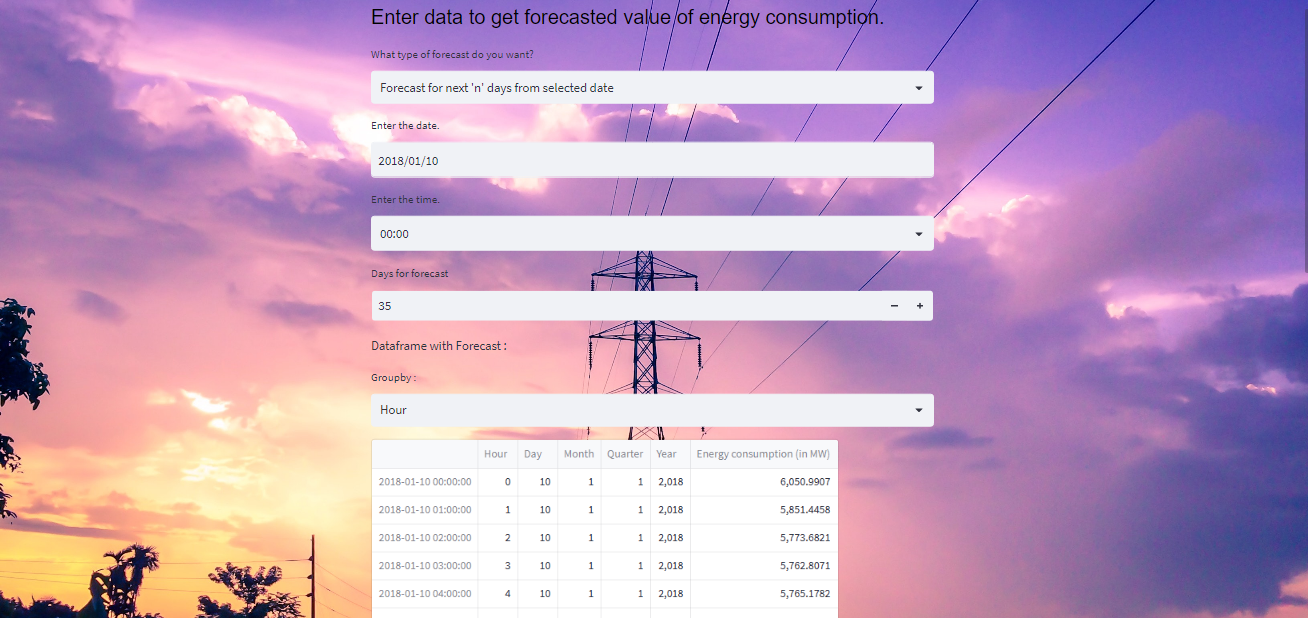 Enter data to get forecasted value of energy consumption.
What type of forecast do you want?
Forecast for next 'n' days from selected date
Enter the date.
2018/01/10
Enter the time.
00:00
Days for forecast
35 − +
Dataframe with Forecast :
Groupby :
Hour
Hour Day Month Quarter Year Energy consumption (in MW)
2018-01-10 00:00:00 0 10 1 1 2,018 6,050.9907
2018-01-10 01:00:00 1 10 1 1 2,018 5,851.4458
2018-01-10 02:00:00 2 10 1 1 2,018 5,773.6821
2018-01-10 03:00:00 3 10 1 1 2,018 5,762.8071
2018-01-10 04:00:00 4 10 1 1 2,018 5,765.1782